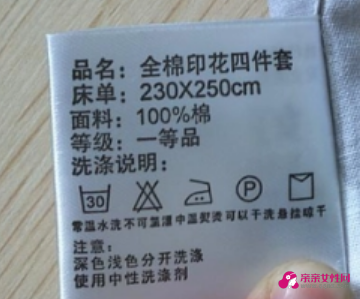 品名：全棉印花四件套
床单：230X250cm
面料：100%棉
等级：一等品
洗涤说明：
30 P
常温水洗不可氯漂中温熨烫可以干洗悬挂晾干
注意：
深色浅色分开洗涤
使用中性洗涤剂
亲亲女性网